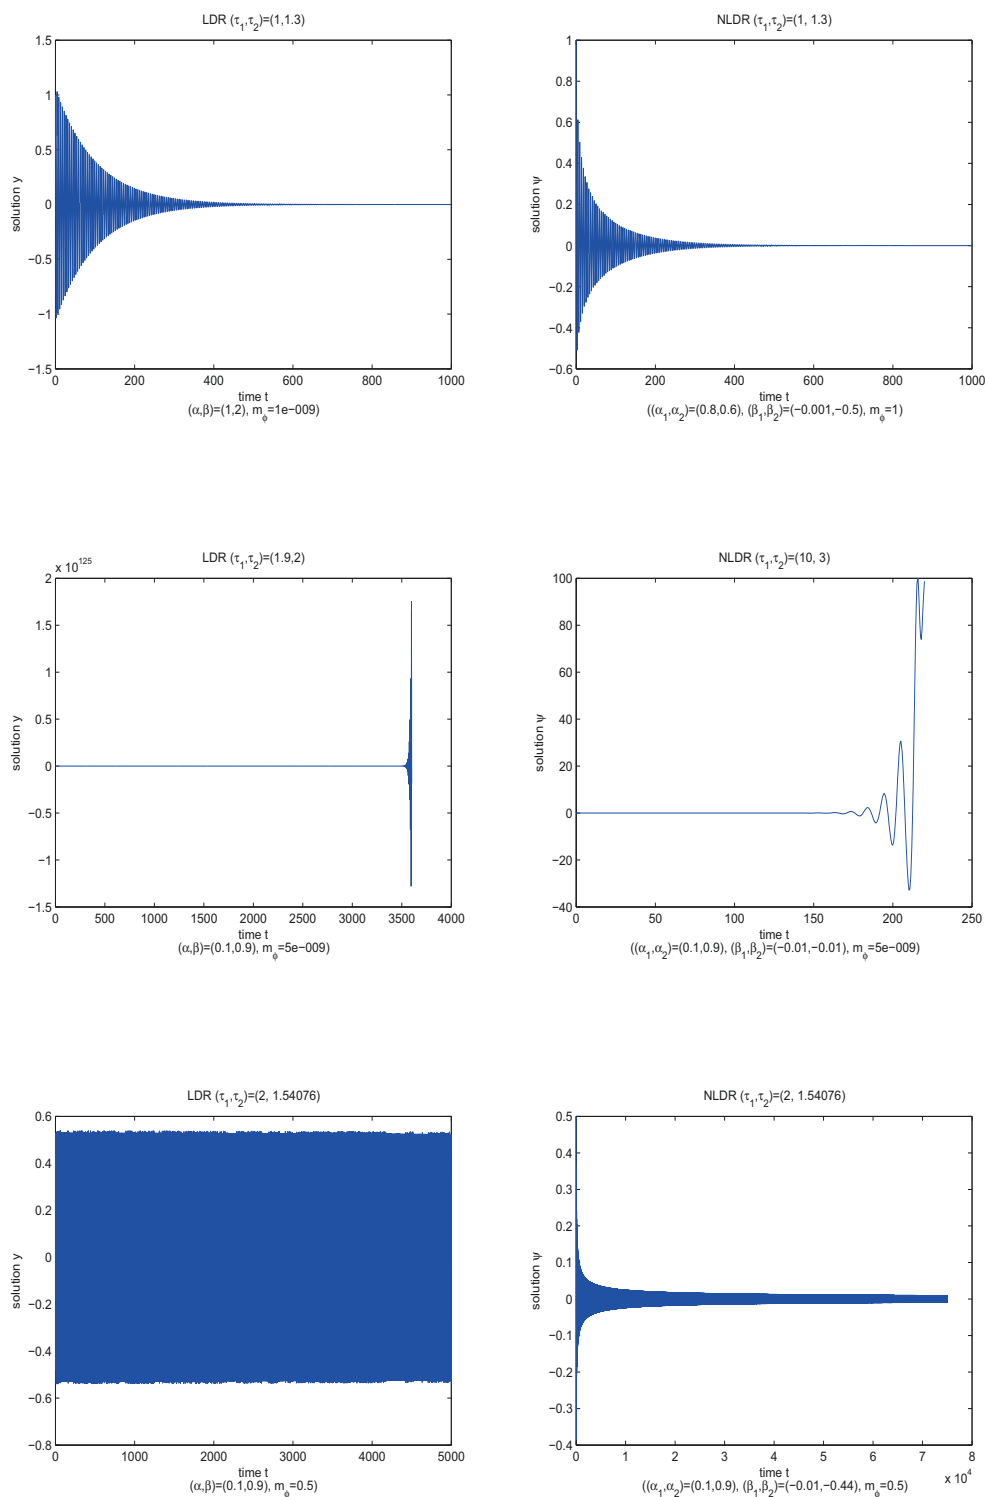 LDR (τ₁,τ₂)=(1,1.3)
1.5
1
0.5
0
−0.5
−1
−1.5
solution y
0 200 400 600 800 1000
time t
(α,β)=(1,2), m_ϕ=1e−009)
NLDR (τ₁,τ₂)=(1, 1.3)
1
0.8
0.6
0.4
0.2
0
−0.2
−0.4
−0.6
solution ψ
0 200 400 600 800 1000
time t
((α₁,α₂)=(0.8,0.6), (β₁,β₂)=(−0.001,−0.5), m_ϕ=1)
LDR (τ₁,τ₂)=(1.9,2)
x 10¹²⁵
2
1.5
1
0.5
0
−0.5
−1
−1.5
solution y
0 500 1000 1500 2000 2500 3000 3500 4000
time t
(α,β)=(0.1,0.9), m_ϕ=5e−009)
NLDR (τ₁,τ₂)=(10, 3)
100
80
60
40
20
0
−20
−40
solution ψ
0 50 100 150 200 250
time t
((α₁,α₂)=(0.1,0.9), (β₁,β₂)=(−0.01,−0.01), m_ϕ=5e−009)
LDR (τ₁,τ₂)=(2, 1.54076)
0.6
0.4
0.2
0
−0.2
−0.4
−0.6
−0.8
solution y
0 1000 2000 3000 4000 5000
time t
(α,β)=(0.1,0.9), m_ϕ=0.5)
NLDR (τ₁,τ₂)=(2, 1.54076)
0.5
0.4
0.3
0.2
0.1
0
−0.1
−0.2
−0.3
−0.4
solution ψ
0 1 2 3 4 5 6 7 8
time t
x 10⁴
((α₁,α₂)=(0.1,0.9), (β₁,β₂)=(−0.01,−0.44), m_ϕ=0.5)